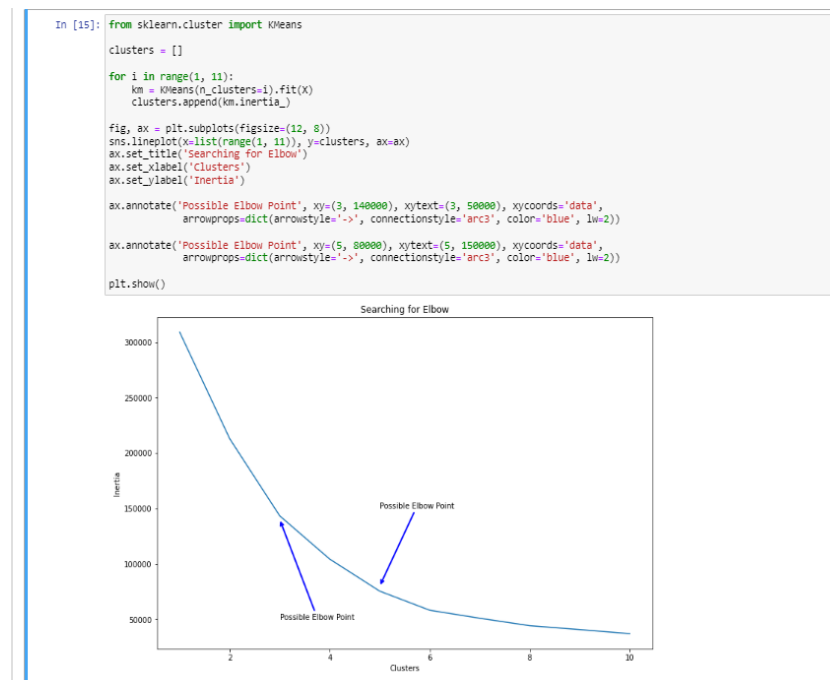 In [15]: from sklearn.cluster import KMeans
clusters = []
for i in range(1, 11):
    km = KMeans(n_clusters=i).fit(X)
    clusters.append(km.inertia_)
fig, ax = plt.subplots(figsize=(12, 8))
sns.lineplot(x=list(range(1, 11)), y=clusters, ax=ax)
ax.set_title('Searching for Elbow')
ax.set_xlabel('Clusters')
ax.set_ylabel('Inertia')
ax.annotate('Possible Elbow Point', xy=(3, 140000), xytext=(3, 50000), xycoords='data',
            arrowprops=dict(arrowstyle='->', connectionstyle='arc3', color='blue', lw=2))
ax.annotate('Possible Elbow Point', xy=(5, 80000), xytext=(5, 150000), xycoords='data',
            arrowprops=dict(arrowstyle='->', connectionstyle='arc3', color='blue', lw=2))
plt.show()
Searching for Elbow
300000
250000
200000
150000
100000
50000
Inertia
Possible Elbow Point
Possible Elbow Point
2 4 6 8 10
Clusters